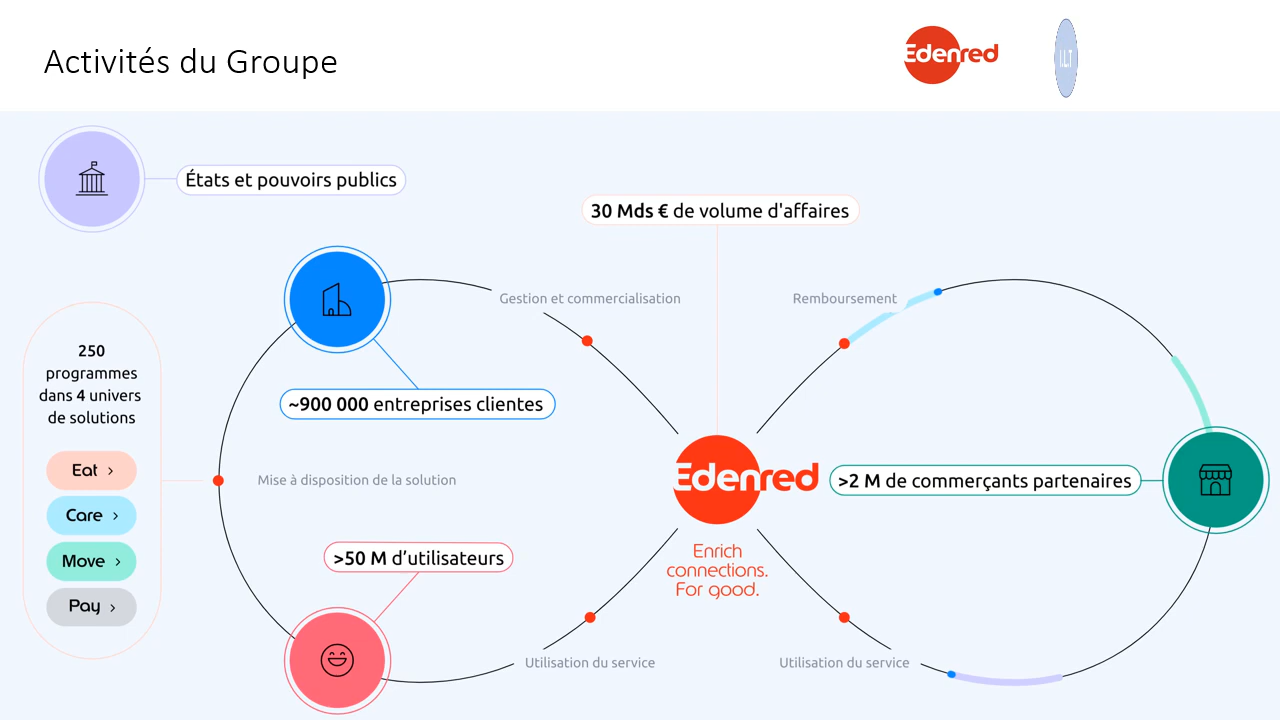 Activités du Groupe
Edenred
I.L.T
États et pouvoirs publics
30 Mds € de volume d'affaires
Gestion et commercialisation
Remboursement
250
programmes
dans 4 univers
de solutions
Eat >
Care >
Move >
Pay >
~900 000 entreprises clientes
Mise à disposition de la solution
Edenred
>2 M de commerçants partenaires
>50 M d’utilisateurs
Enrich
connections.
For good.
Utilisation du service
Utilisation du service